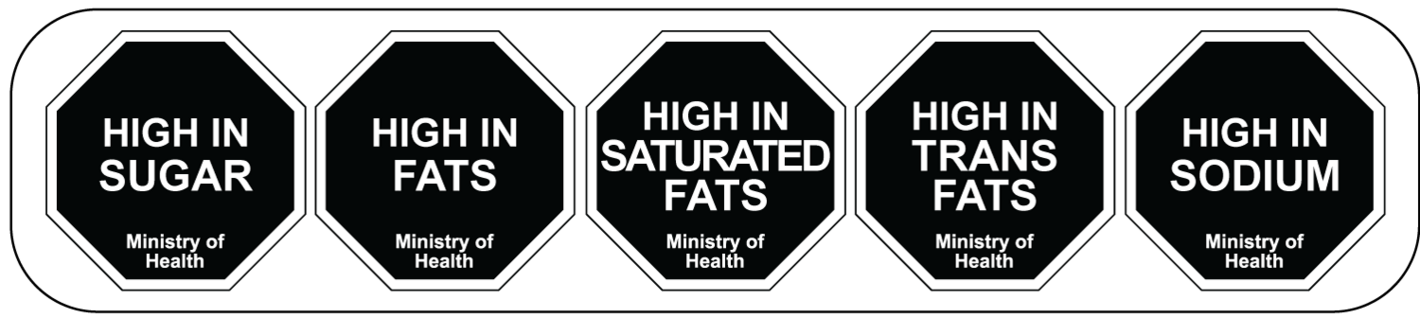 HIGH IN
SUGAR
Ministry of
Health
HIGH IN
FATS
Ministry of
Health
HIGH IN
SATURATED
FATS
Ministry of
Health
HIGH IN
TRANS
FATS
Ministry of
Health
HIGH IN
SODIUM
Ministry of
Health